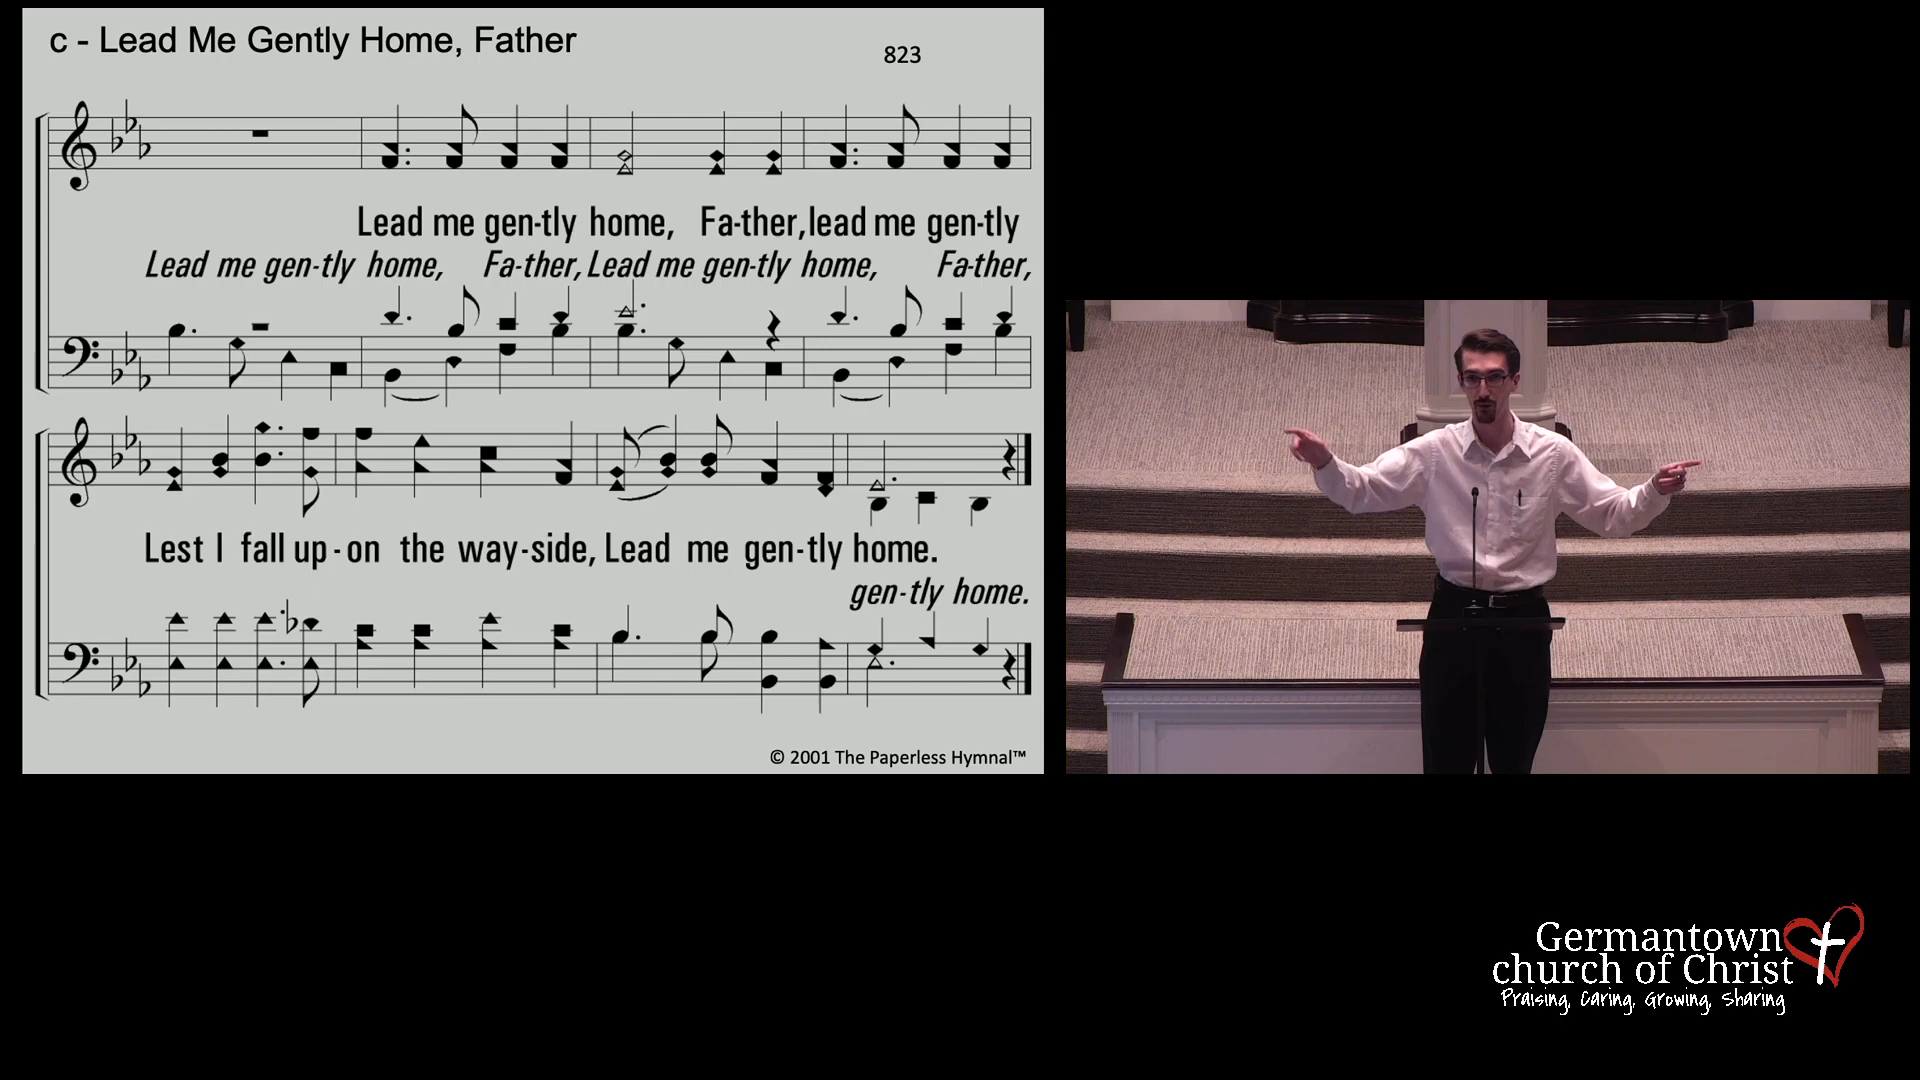 c - Lead Me Gently Home, Father
823
Lead me gen-tly home, Fa-ther, lead me gen-tly
Lead me gen-tly home, Fa-ther, Lead me gen-tly home, Fa-ther,
Lest I fall up-on the way-side, Lead me gen-tly home.
gen-tly home.
© 2001 The Paperless Hymnal™
Germantown
church of Christ
Praising, Caring, Growing, Sharing